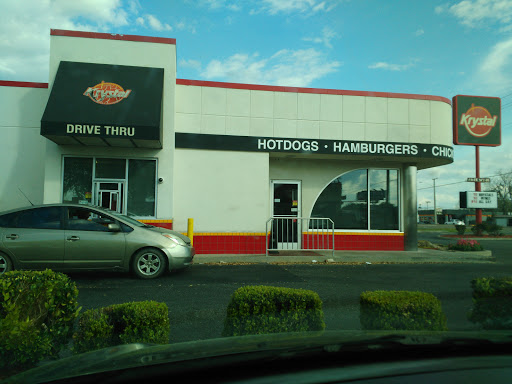 Krystal
DRIVE THRU
HOTDOGS • HAMBURGERS • CHIC
Krystal